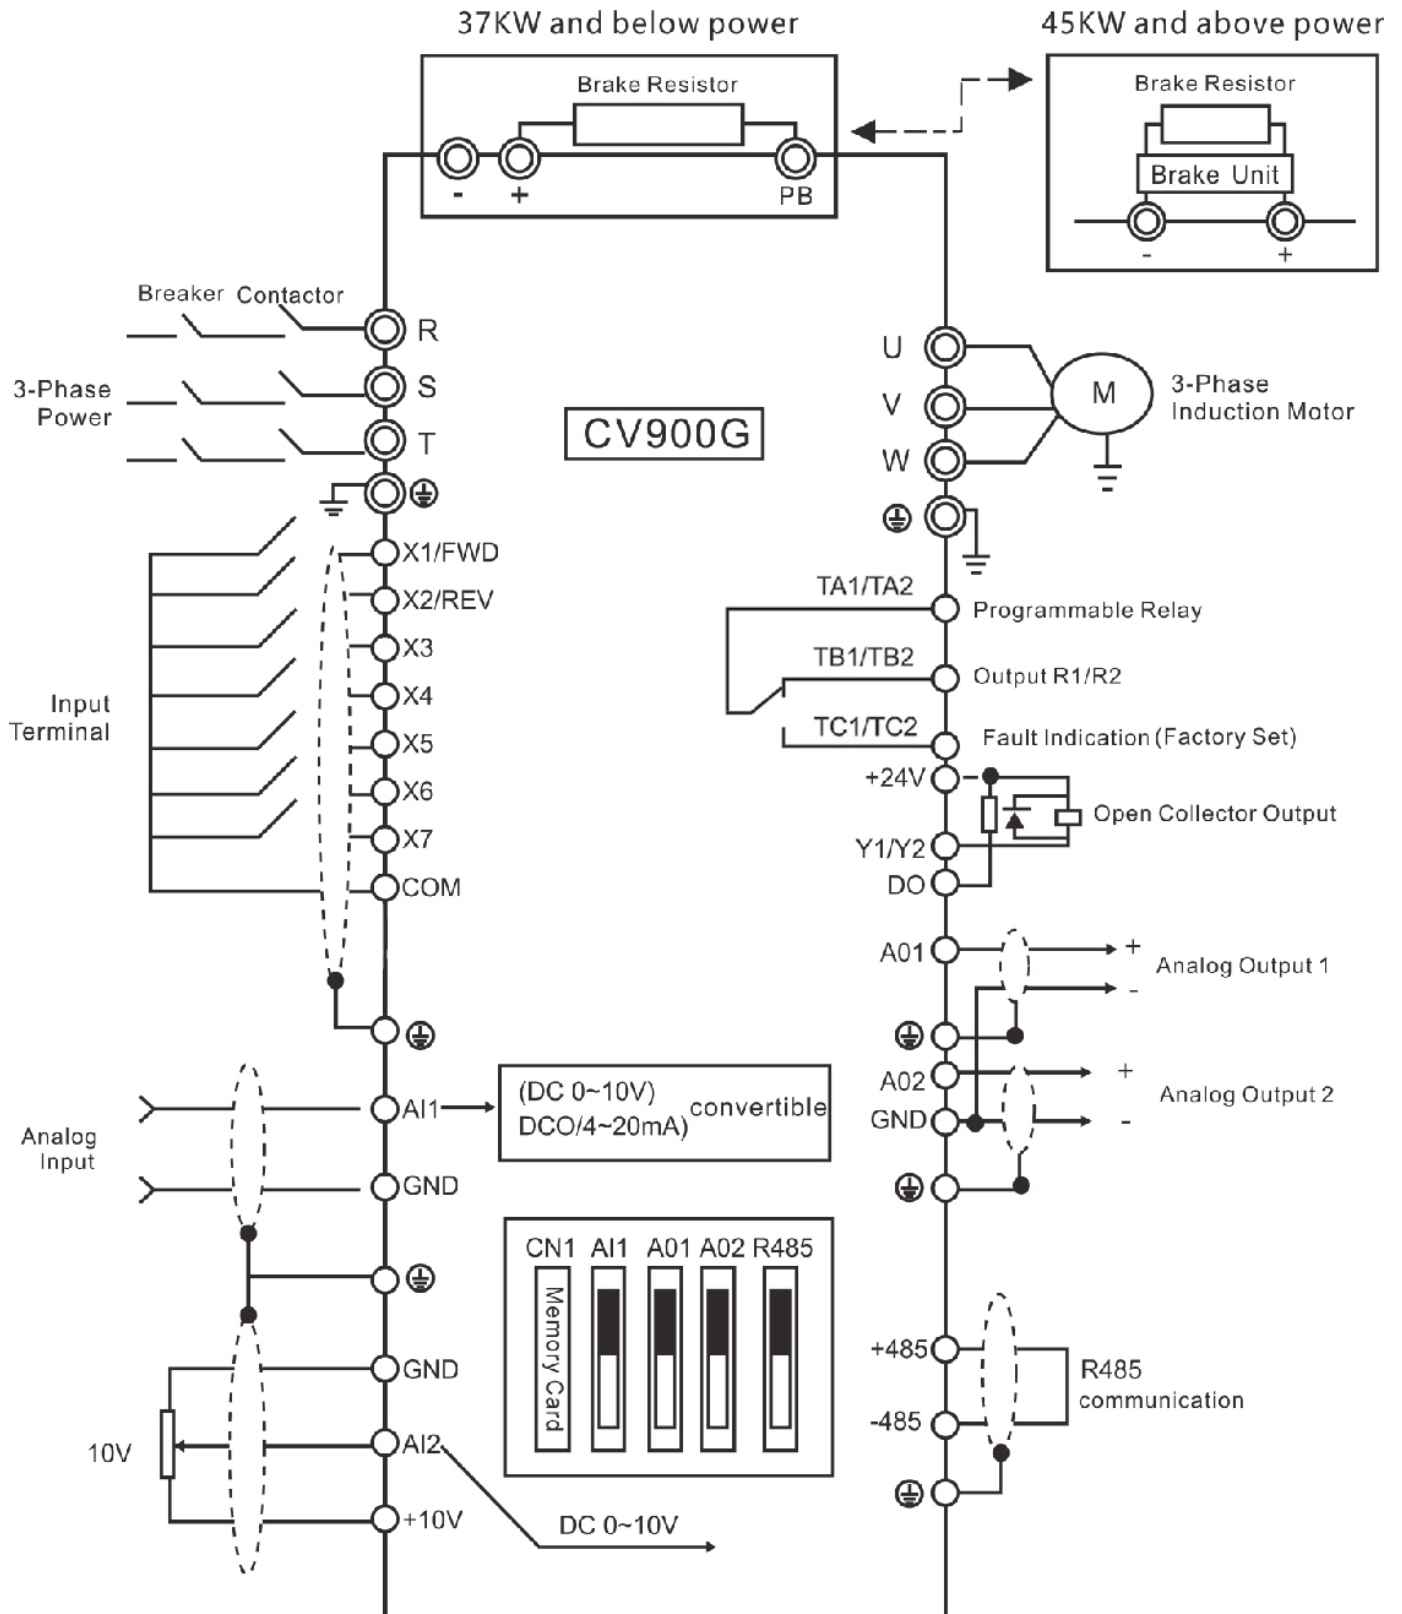 37KW and below power
45KW and above power
Brake Resistor
- + PB
Brake Resistor
Brake Unit
- +
Breaker Contactor
3-Phase
Power
R
S
T
CV900G
U
V
W
M
3-Phase
Induction Motor
Input
Terminal
X1/FWD
X2/REV
X3
X4
X5
X6
X7
COM
TA1/TA2
Programmable Relay
TB1/TB2
Output R1/R2
TC1/TC2
Fault Indication (Factory Set)
+24V
Open Collector Output
Y1/Y2
DO
A01
+
-
Analog Output 1
A02
GND
+
-
Analog Output 2
Analog
Input
AI1
(DC 0~10V)
DCO/4~20mA)
convertible
GND
CN1 AI1 A01 A02 R485
Memory Card
GND
10V
AI2
+10V
DC 0~10V
+485
-485
R485
communication